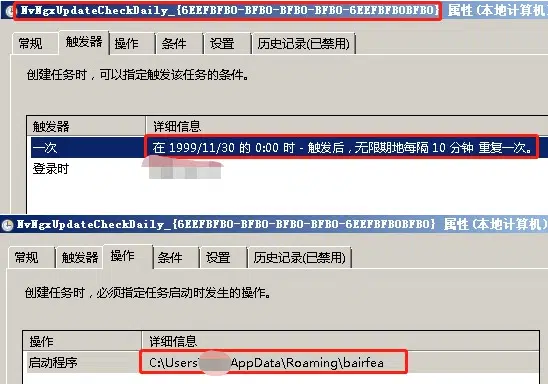 NvNgxUpdateCheckDaily_{6EEFBFB0-BFB0-BFB0-BFB0-6EEFBFB0BFB0} 属性(本地计算机)
常规 触发器 操作 条件 设置 历史记录(已禁用)
创建任务时，可以指定触发该任务的条件。
触发器 详细信息
一次 在 1999/11/30 的 0:00 时 - 触发后，无限期地每隔 10 分钟 重复一次。
登录时
NvNgxUpdateCheckDaily_{6EEFBFB0-BFB0-BFB0-BFB0-6EEFBFB0BFB0} 属性(本地计算机)
常规 触发器 操作 条件 设置 历史记录(已禁用)
创建任务时，必须指定任务启动时发生的操作。
操作 详细信息
启动程序 C:\Users\ AppData\Roaming\bairfea